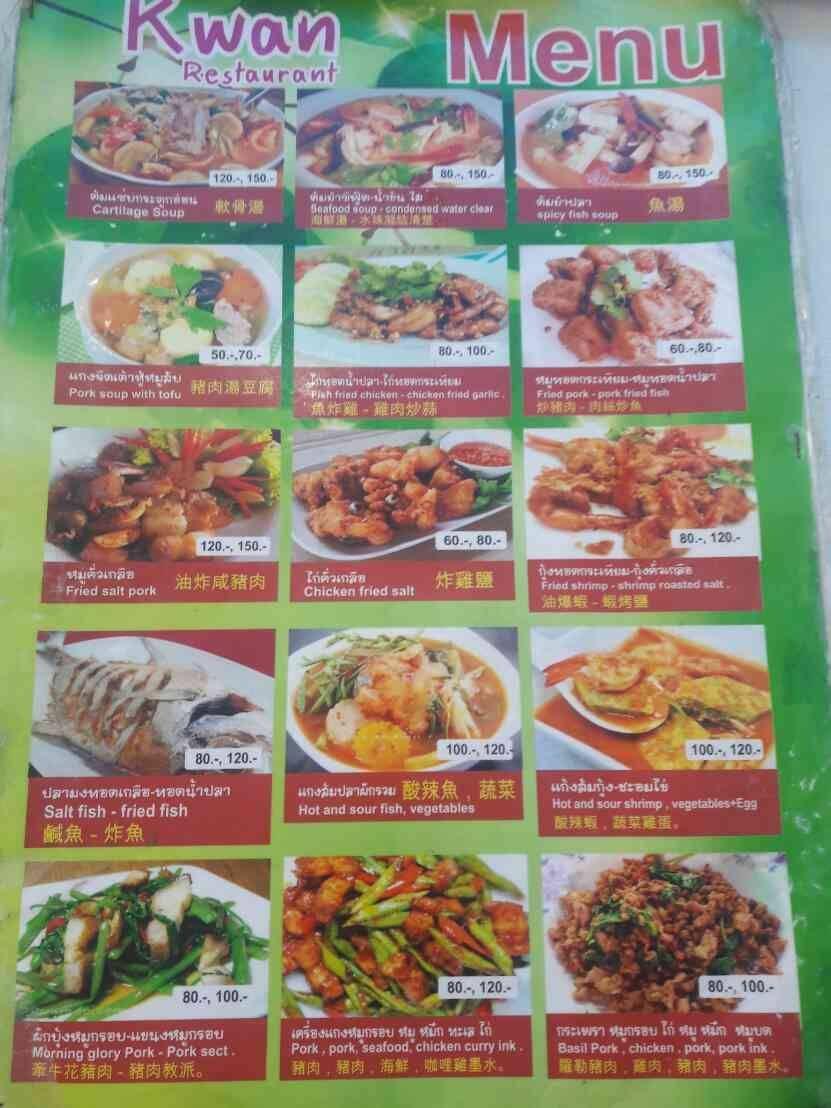 Kwan
Restaurant
Menu
120.-, 150.-
ต้มแซ่บกระดูกอ่อน
Cartilage Soup 軟骨湯
80.-, 150.-
ต้มยำซีฟู๊ด-น้ำข้น ใส
Seafood soup - condensed water clear
海鮮湯 - 水珠凝結清楚
80.-, 150.-
ต้มยำปลา
spicy fish soup 魚湯
50.-,70.-
แกงจืดเต้าหู้หมูสับ
Pork soup with tofu 豬肉湯豆腐
80.-, 100.-
ไก่ทอดน้ำปลา-ไก่ทอดกระเทียม
Fish fried chicken - chicken fried garlic .
魚炸雞 - 雞肉炒蒜
60.-,80.-
หมูทอดกระเทียม-หมูทอดน้ำปลา
Fried pork - pork fried fish
炒豬肉 - 肉絲炒魚
120.-, 150.-
หมูคั่วเกลือ
Fried salt pork 油炸咸豬肉
60.-, 80.-
ไก่คั่วเกลือ
Chicken fried salt 炸雞鹽
80.-, 120.-
กุ้งทอดกระเทียม-กุ้งคั่วเกลือ
Fried shrimp - shrimp roasted salt .
油爆蝦 - 蝦烤鹽
80.-, 120.-
ปลามงทอดเกลือ-ทอดน้ำปลา
Salt fish - fried fish
鹹魚 - 炸魚
100.-, 120.-
แกงส้มปลาผักรวม 酸辣魚 , 蔬菜
Hot and sour fish, vegetables
100.-, 120.-
แกงส้มกุ้ง-ชะอมไข่
Hot and sour shrimp , vegetables+Egg
酸辣蝦 , 蔬菜雞蛋。
80.-, 100.-
ผักบุ้งหมูกรอบ-แขนงหมูกรอบ
Morning glory Pork - Pork sect .
牽牛花豬肉 - 豬肉教派。
80.-, 120.-
เครื่องแกงหมูกรอบ หมู หมึก ทะเล ไก่
Pork , pork, seafood, chicken curry ink .
豬肉 , 豬肉 , 海鮮 , 咖哩雞墨水。
80.-, 100.-
กระเพรา หมูกรอบ ไก่ หมู หมึก หมูบด
Basil Pork , chicken , pork, pork ink .
羅勒豬肉 , 雞肉 , 豬肉 , 豬肉墨水。